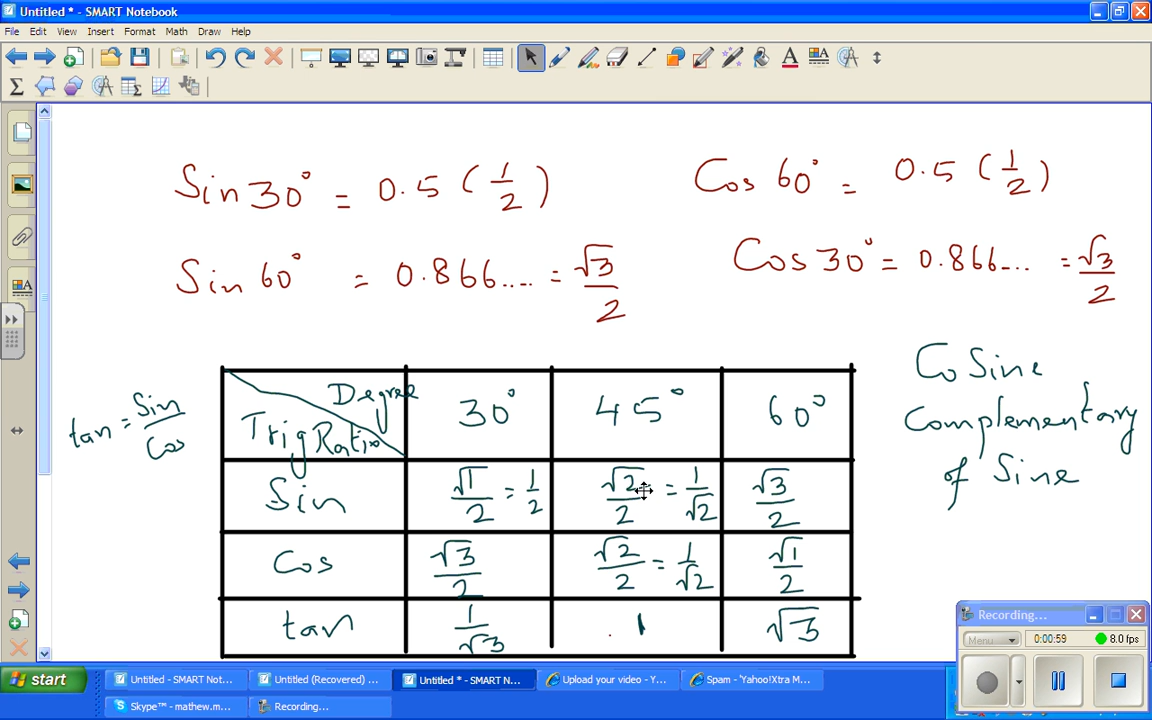 Untitled * - SMART Notebook
File Edit View Insert Format Math Draw Help
Sin 30° = 0.5 (1/2)
Cos 60° = 0.5 (1/2)
Sin 60° = 0.866.... = √3/2
Cos 30° = 0.866... = √3/2
CoSine
Complementary
of Sine
tan = Sin/Cos
Degree
Trig Ratio
30° 45° 60°
Sin √1/2 = 1/2 √2/2 = 1/√2 √3/2
Cos √3/2 √2/2 = 1/√2 √1/2
tan 1/√3 1 √3
Recording...
Menu 0:00:59 8.0 fps
start
Untitled - SMART Not...
Untitled (Recovered) ...
Untitled * - SMART N...
Upload your video - Y...
Spam - 'Yahoo!Xtra M...
Skype™ - mathew.m...
Recording...